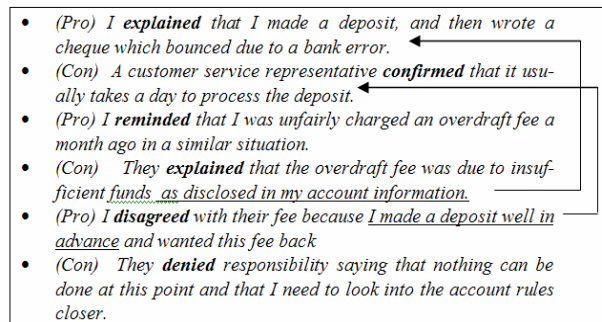 • (Pro) I explained that I made a deposit, and then wrote a
cheque which bounced due to a bank error.
• (Con) A customer service representative confirmed that it usu-
ally takes a day to process the deposit.
• (Pro) I reminded that I was unfairly charged an overdraft fee a
month ago in a similar situation.
• (Con) They explained that the overdraft fee was due to insuf-
ficient funds as disclosed in my account information.
• (Pro) I disagreed with their fee because I made a deposit well in
advance and wanted this fee back
• (Con) They denied responsibility saying that nothing can be
done at this point and that I need to look into the account rules
closer.